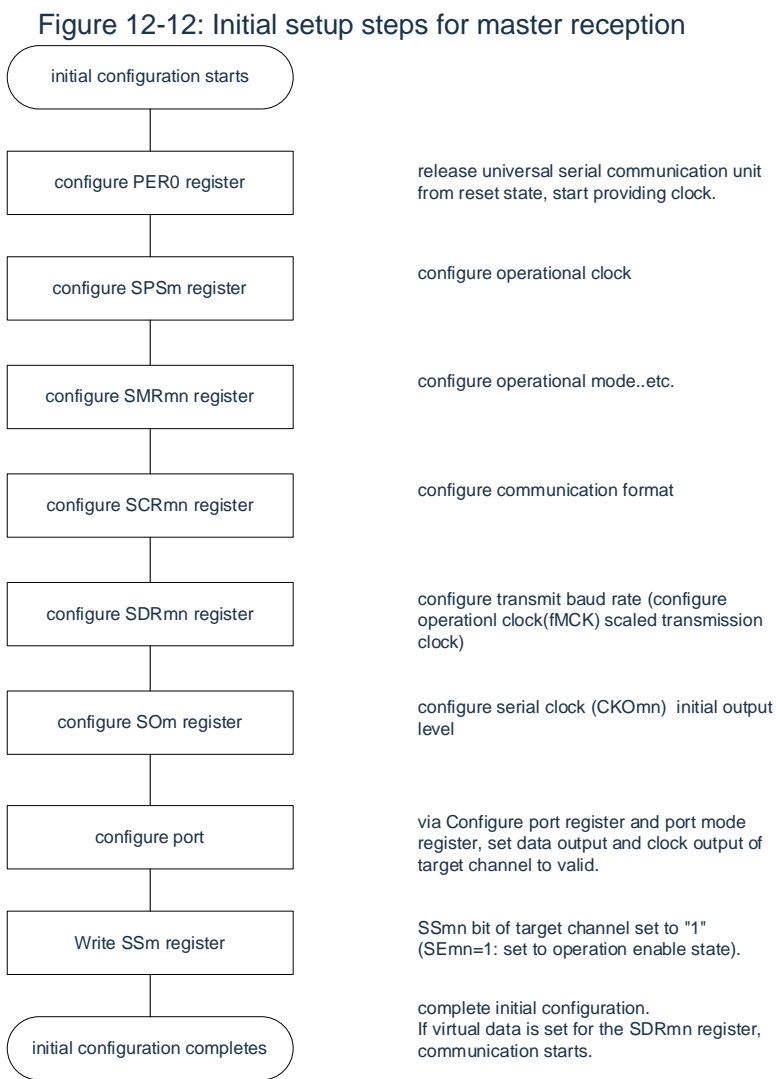 Figure 12-12: Initial setup steps for master reception
initial configuration starts
configure PER0 register
release universal serial communication unit
from reset state, start providing clock.
configure SPSm register
configure operational clock
configure SMRmn register
configure operational mode..etc.
configure SCRmn register
configure communication format
configure SDRmn register
configure transmit baud rate (configure
operationl clock(fMCK) scaled transmission
clock)
configure SOm register
configure serial clock (CKOmn) initial output
level
configure port
via Configure port register and port mode
register, set data output and clock output of
target channel to valid.
Write SSm register
SSmn bit of target channel set to "1"
(SEmn=1: set to operation enable state).
initial configuration completes
complete initial configuration.
If virtual data is set for the SDRmn register,
communication starts.